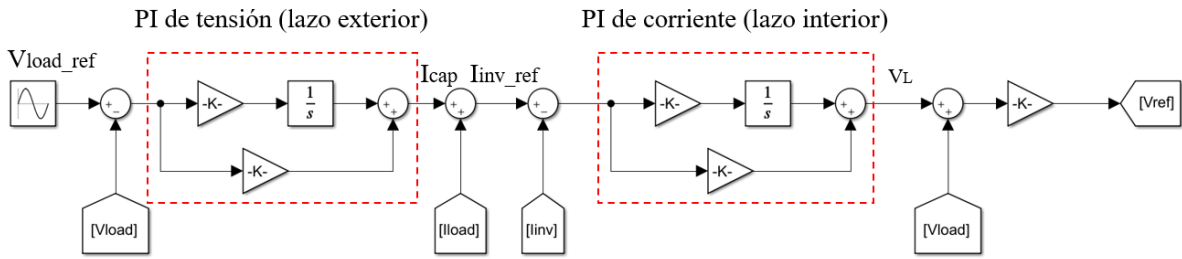 PI de tensión (lazo exterior)
PI de corriente (lazo interior)
Vload_ref
Icap
Iinv_ref
VL
-K-
1
s
-K-
-K-
1
s
-K-
-K-
[Vref]
[Vload]
[Iload]
[Iinv]
[Vload]